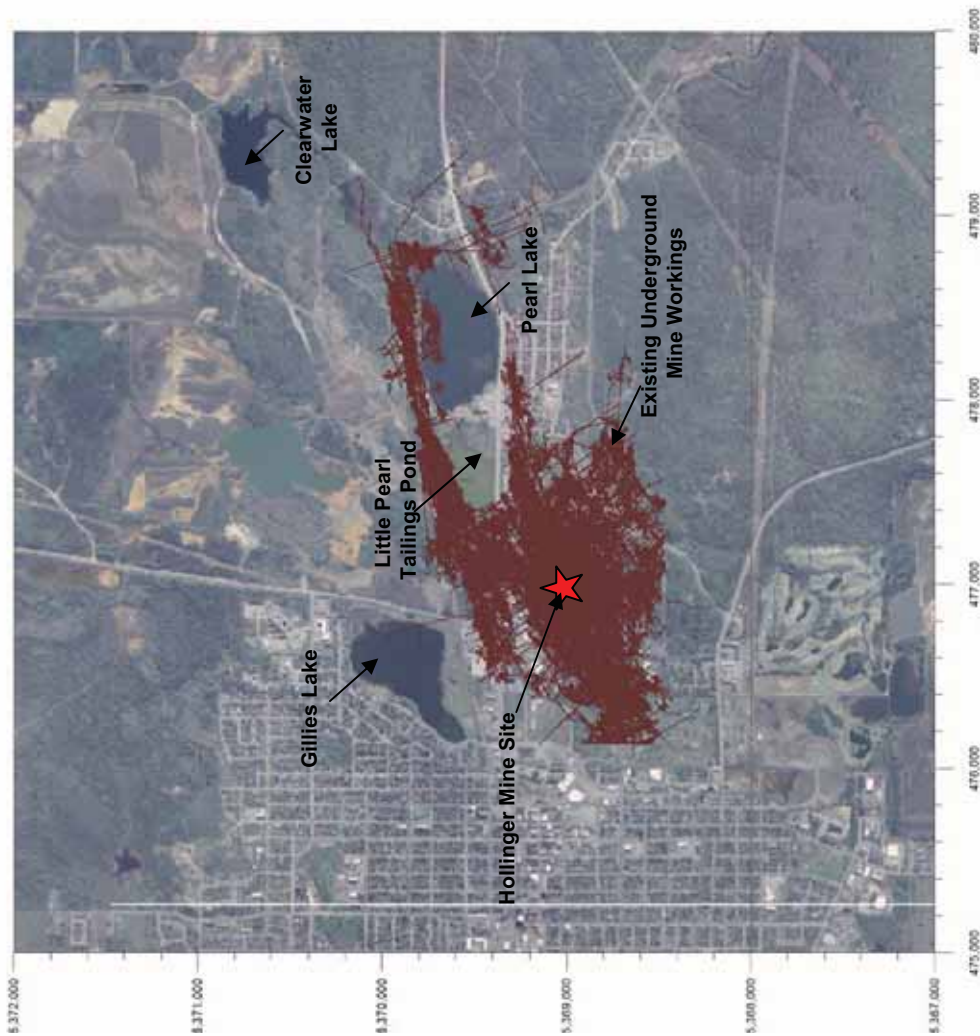 Clearwater
Lake
Pearl Lake
Existing Underground
Mine Workings
Little Pearl
Tailings Pond
Gillies Lake
Hollinger Mine Site
5.372.000
5.371.000
5.370.000
5.369.000
5.368.000
5.367.000
475.000
476.000
477.000
478.000
479.000
480.000